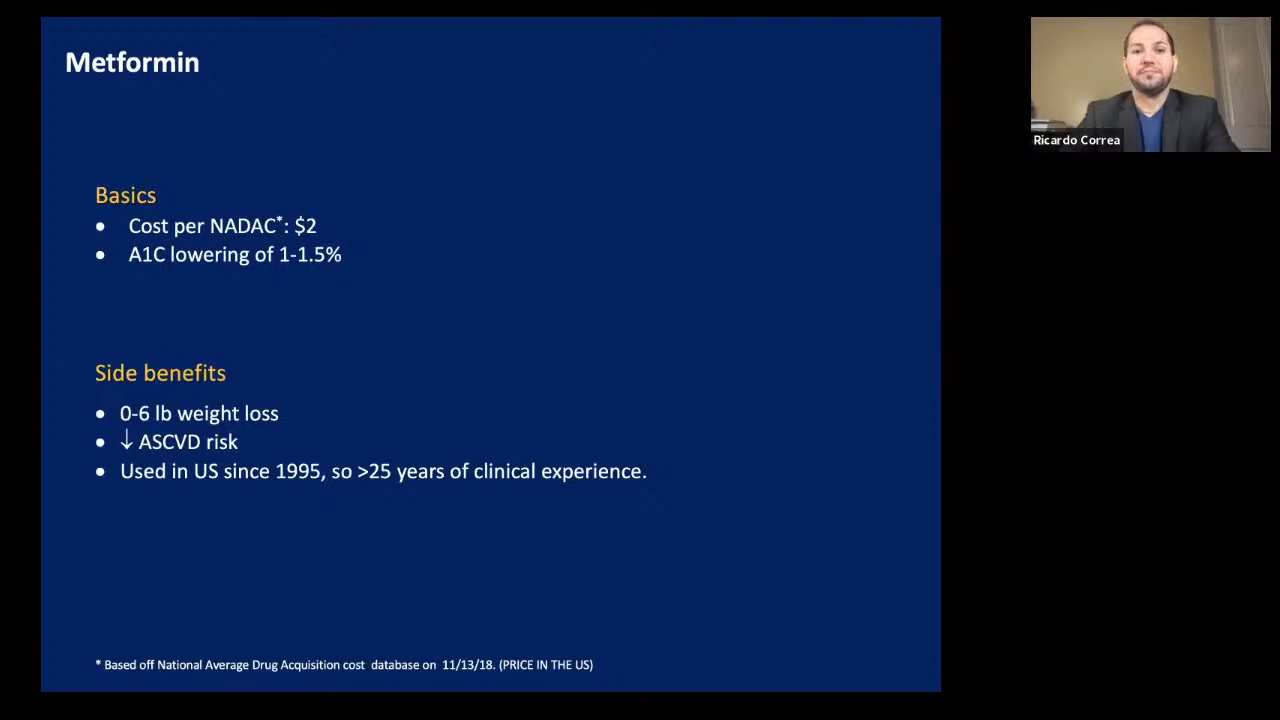 Metformin
Ricardo Correa
Basics
• Cost per NADAC*: $2
• A1C lowering of 1-1.5%
Side benefits
• 0-6 lb weight loss
• ↓ ASCVD risk
• Used in US since 1995, so >25 years of clinical experience.
* Based off National Average Drug Acquisition cost database on 11/13/18. (PRICE IN THE US)